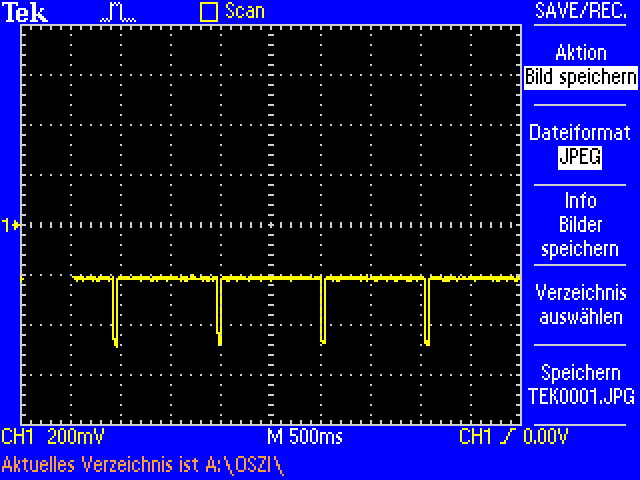 Tek
Scan
SAVE/REC.
Aktion
Bild speichern
Dateiformat
JPEG
Info
Bilder
speichern
Verzeichnis
auswählen
Speichern
TEK0001.JPG
1
CH1 200mV
M 500ms
CH1 0.00V
Aktuelles Verzeichnis ist A:\OSZI\